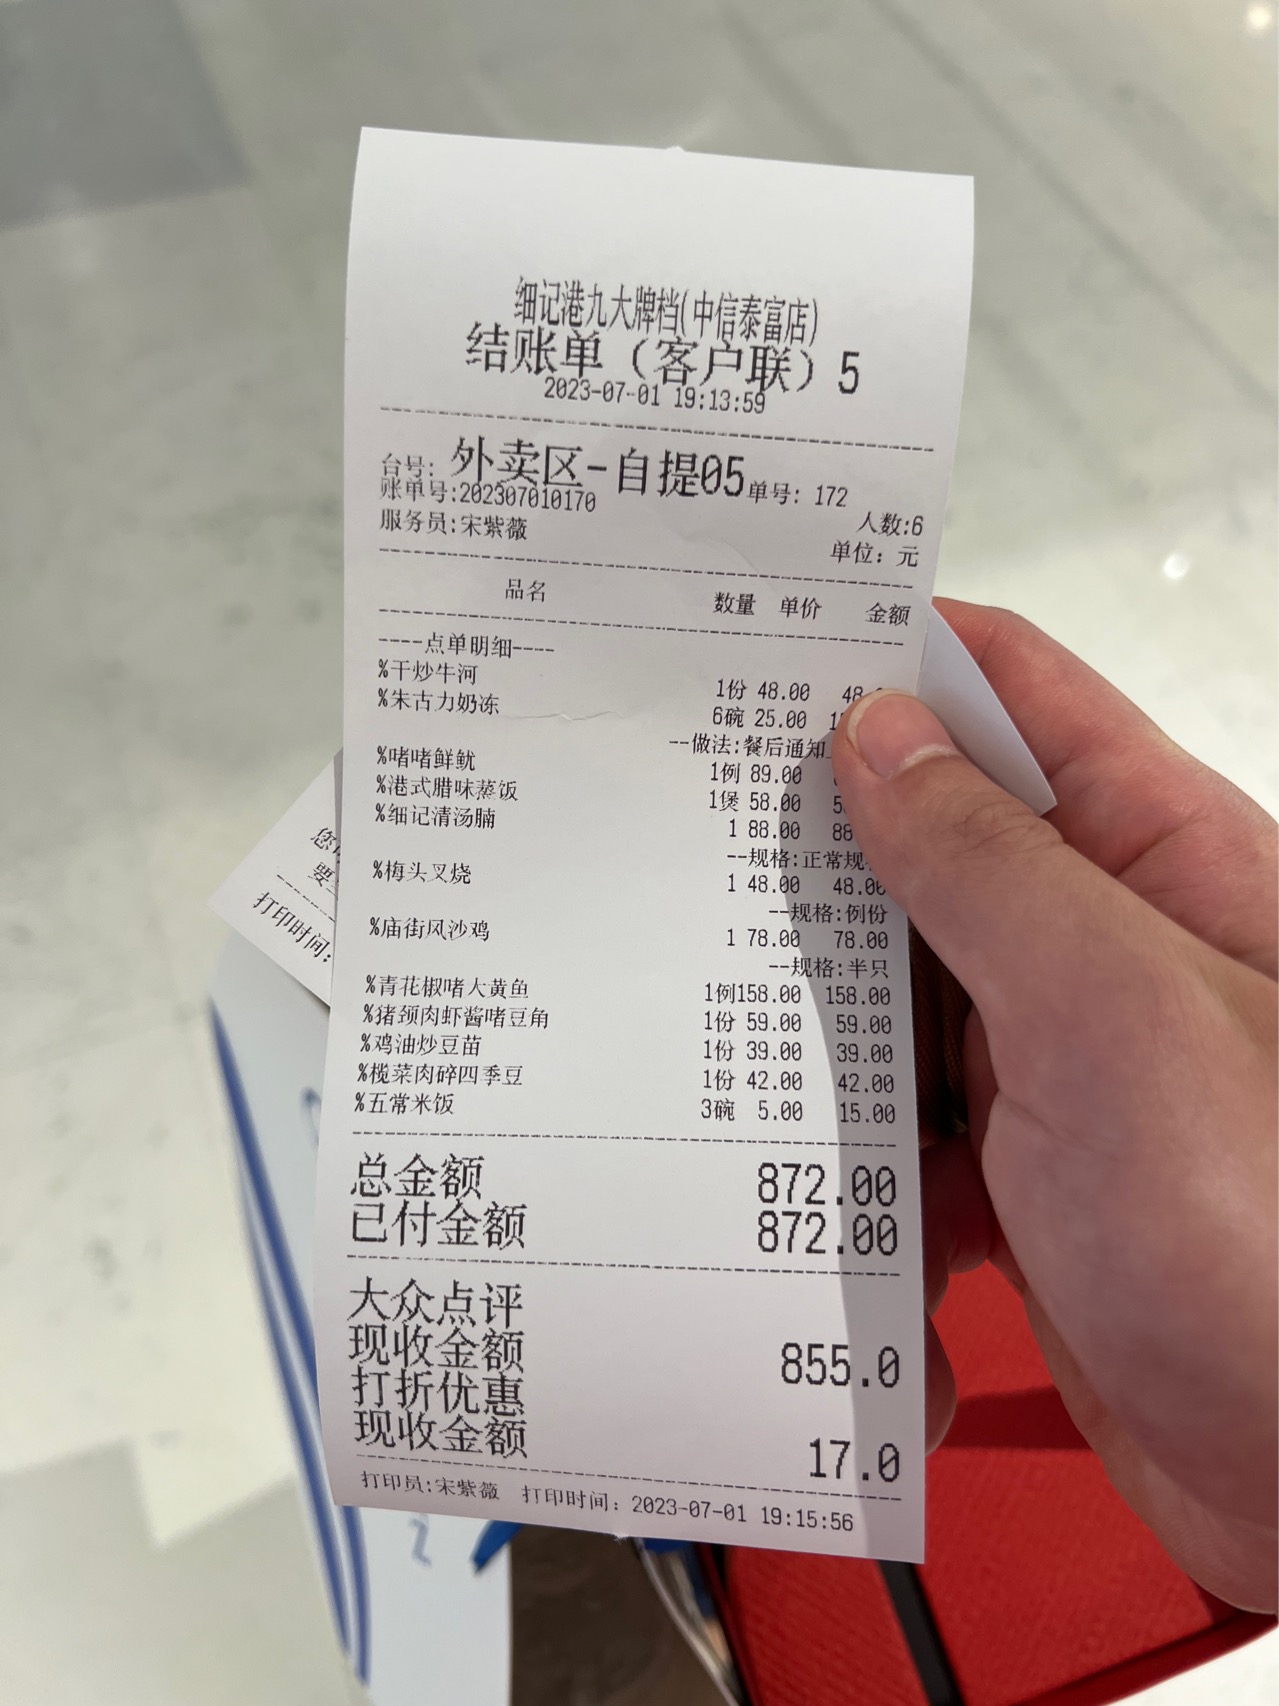 细记港九大牌档(中信泰富店)
结账单（客户联）5
2023-07-01 19:13:59
台号: 外卖区-自提05 单号: 172
账单号:202307010170
人数:6
服务员:宋紫薇
单位: 元
品名 数量 单价 金额
----点单明细----
%干炒牛河 1份 48.00 48
%朱古力奶冻 6碗 25.00 1
--做法:餐后通知
%啫啫鲜鱿 1例 89.00
%港式腊味蒸饭 1煲 58.00 5
%细记清汤腩 1 88.00 88
--规格:正常规
%梅头叉烧 1 48.00 48.00
--规格:例份
%庙街风沙鸡 1 78.00 78.00
--规格:半只
%青花椒啫大黄鱼 1例158.00 158.00
%猪颈肉虾酱啫豆角 1份 59.00 59.00
%鸡油炒豆苗 1份 39.00 39.00
%榄菜肉碎四季豆 1份 42.00 42.00
%五常米饭 3碗 5.00 15.00
总金额 872.00
已付金额 872.00
大众点评
现收金额 855.0
打折优惠
现收金额 17.0
打印员:宋紫薇 打印时间: 2023-07-01 19:15:56
您
要
打印时间:
2